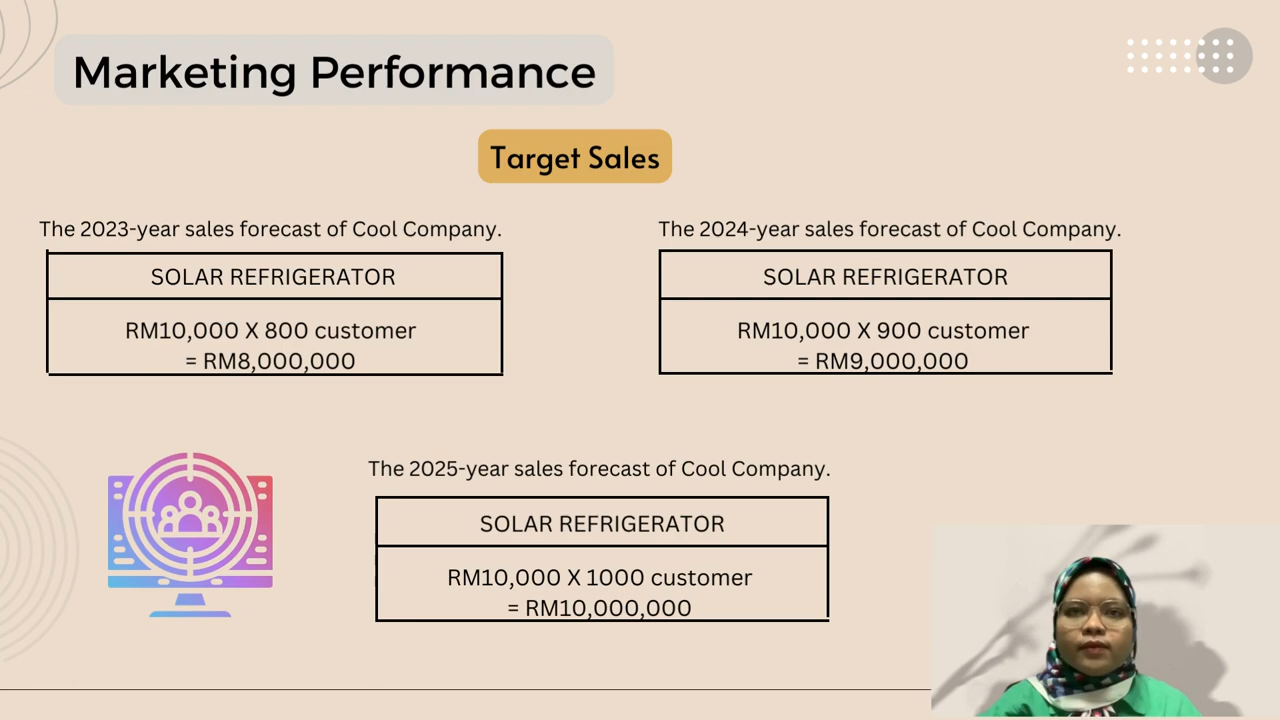 Marketing Performance
Target Sales
The 2023-year sales forecast of Cool Company.
SOLAR REFRIGERATOR
RM10,000 X 800 customer
= RM8,000,000
The 2024-year sales forecast of Cool Company.
SOLAR REFRIGERATOR
RM10,000 X 900 customer
= RM9,000,000
The 2025-year sales forecast of Cool Company.
SOLAR REFRIGERATOR
RM10,000 X 1000 customer
= RM10,000,000